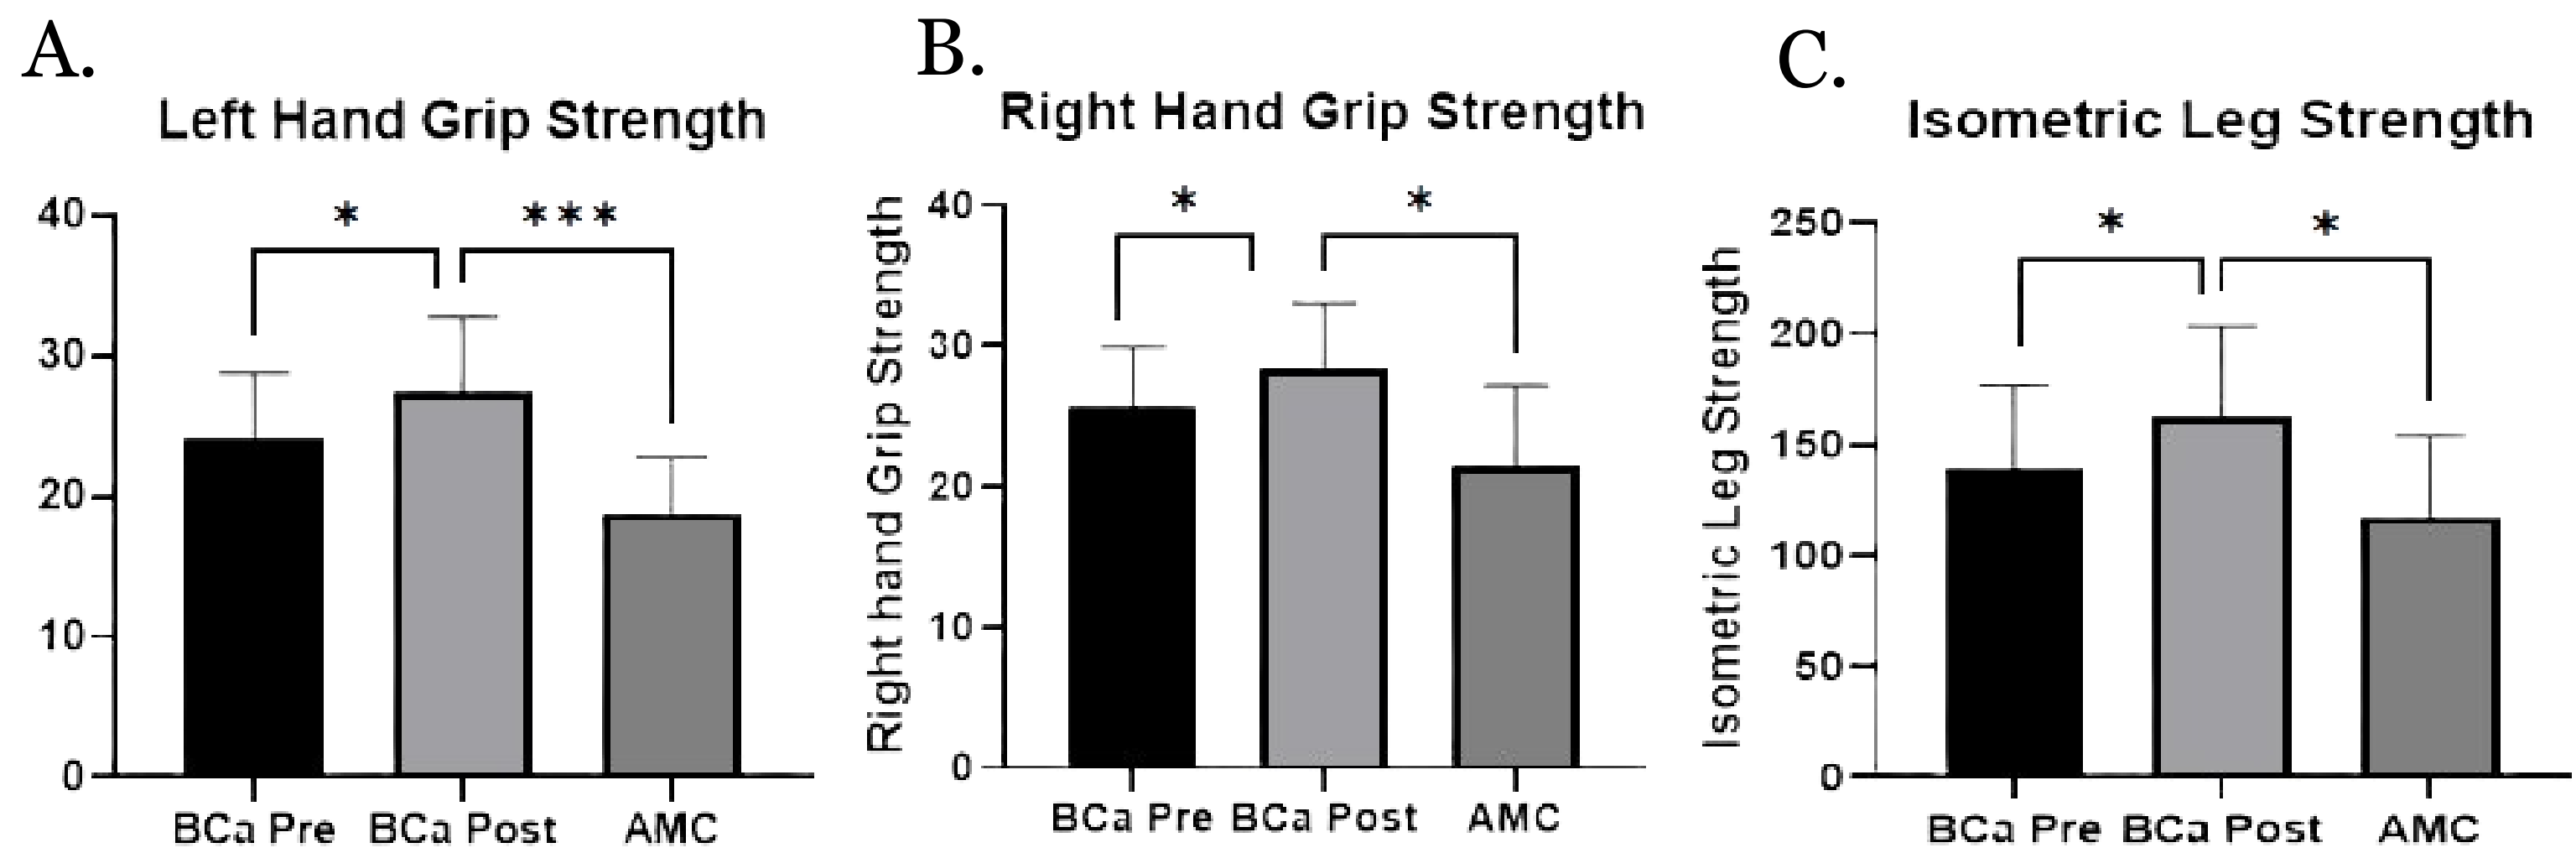 A.
Left Hand Grip Strength
40
30
20
10
0
* ***
BCa Pre BCa Post AMC
B.
Right Hand Grip Strength
Right hand Grip Strength
40
30
20
10
0
* *
BCa Pre BCa Post AMC
C.
Isometric Leg Strength
Isometric Leg Strength
250
200
150
100
50
0
* *
BCa Pre BCa Post AMC